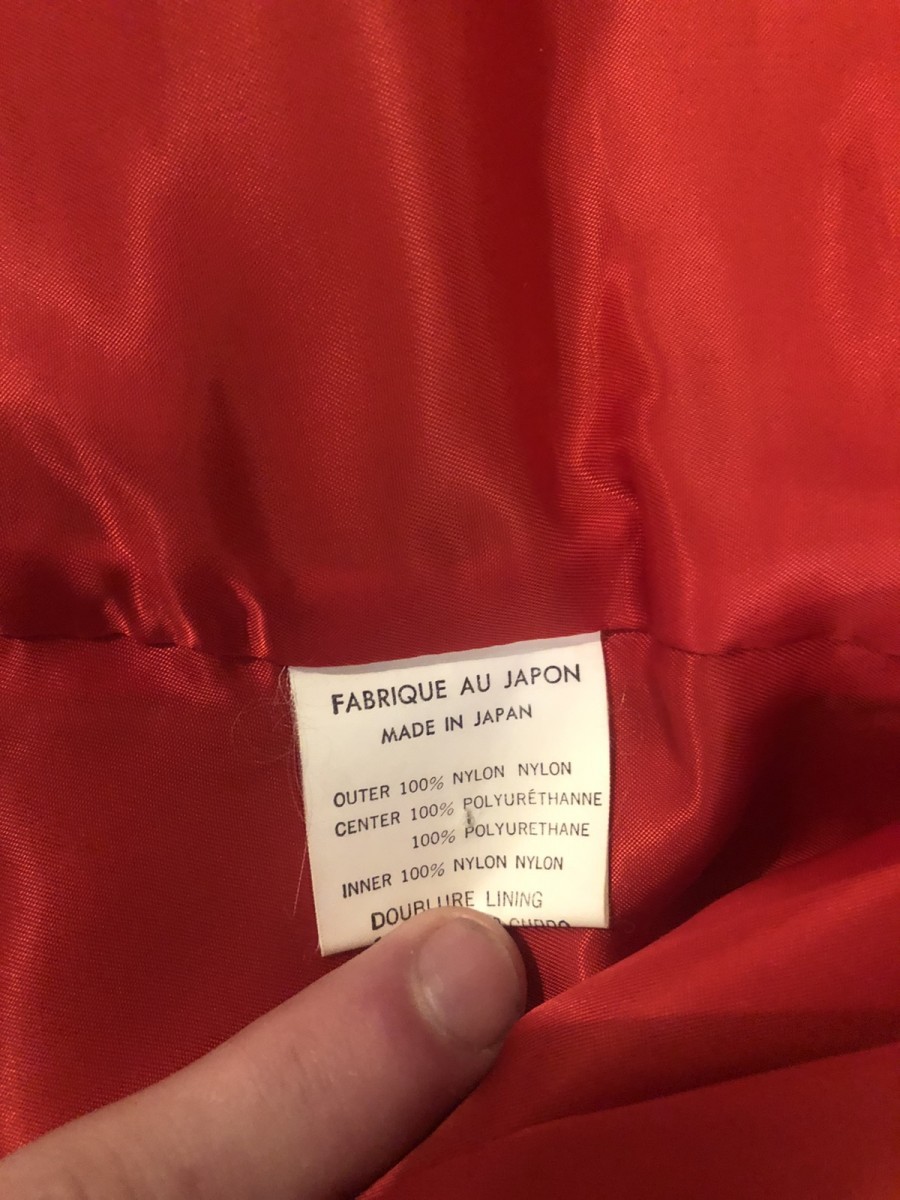 FABRIQUE AU JAPON
MADE IN JAPAN
OUTER 100% NYLON NYLON
CENTER 100% POLYURÉTHANNE
100% POLYURETHANE
INNER 100% NYLON NYLON
DOUBLURE LINING